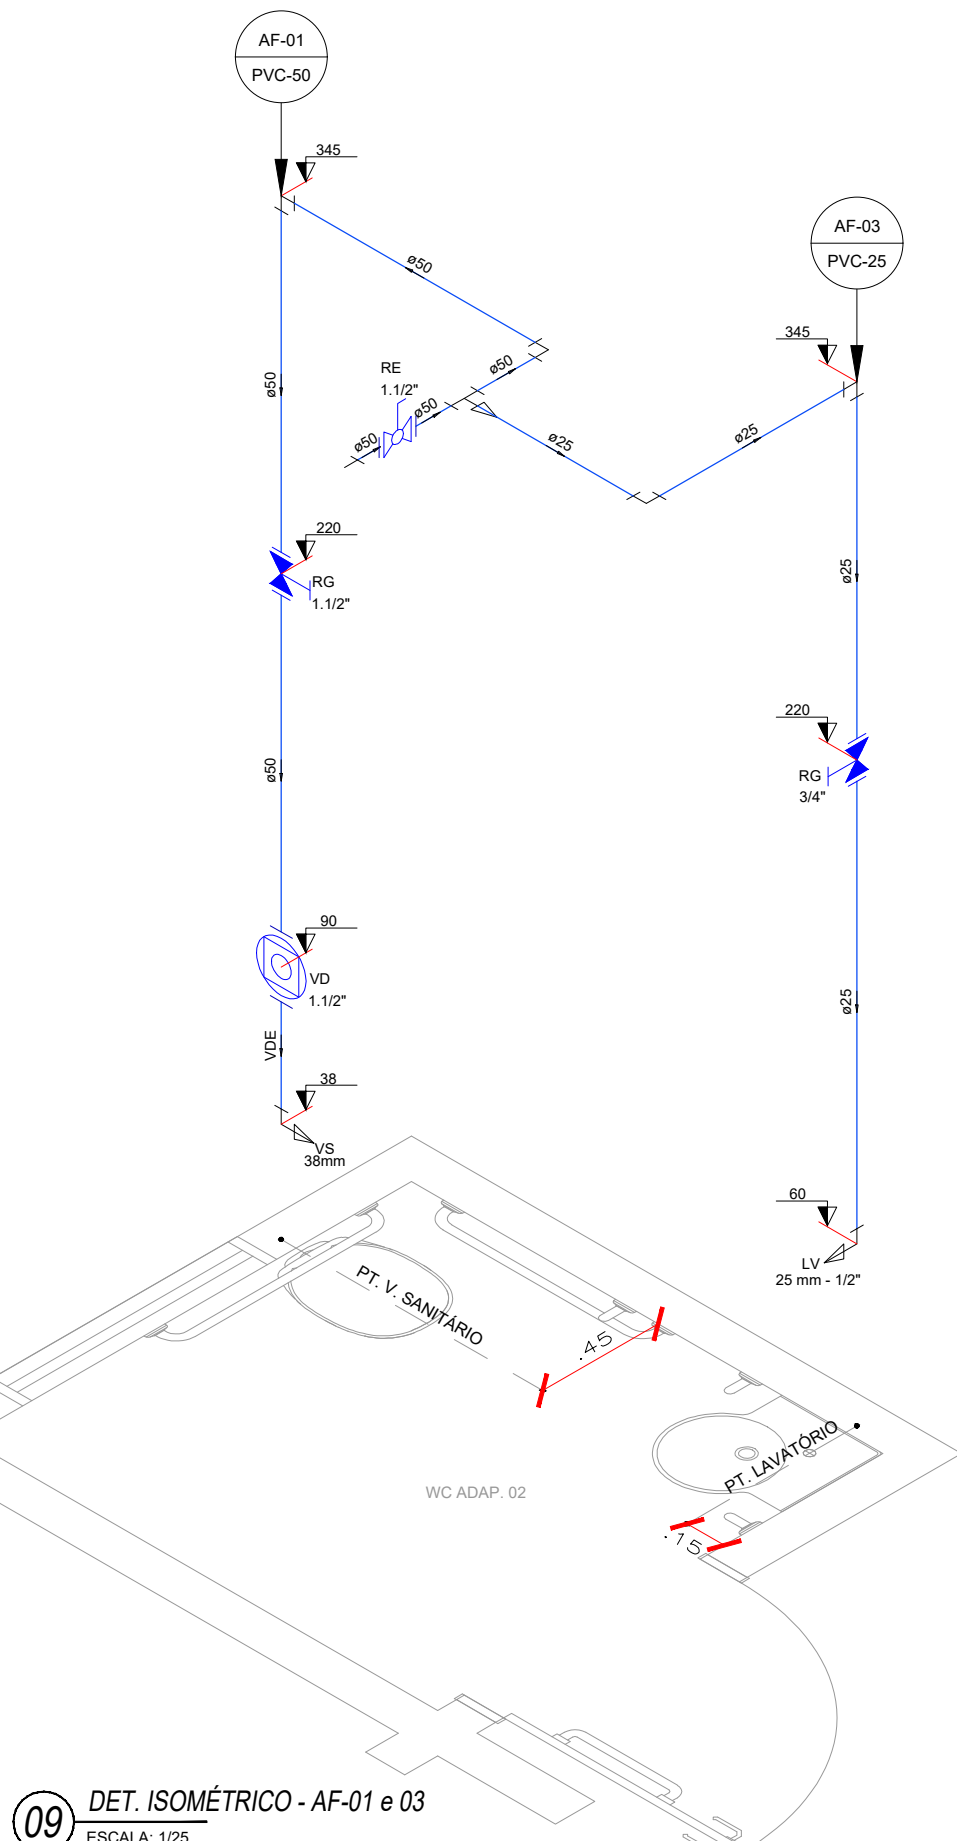 AF-01
PVC-50
345
AF-03
PVC-25
ø50
345
RE
1.1/2"
ø50
ø50
ø50
ø50
ø25
ø25
220
RG
1.1/2"
ø25
220
RG
3/4"
ø50
90
VD
1.1/2"
ø25
VDE
38
VS
38mm
60
LV
25 mm - 1/2"
PT. V. SANITÁRIO
.45
PT. LAVATÓRIO
WC ADAP. 02
.15
09
DET. ISOMÉTRICO - AF-01 e 03
ESCALA: 1/25